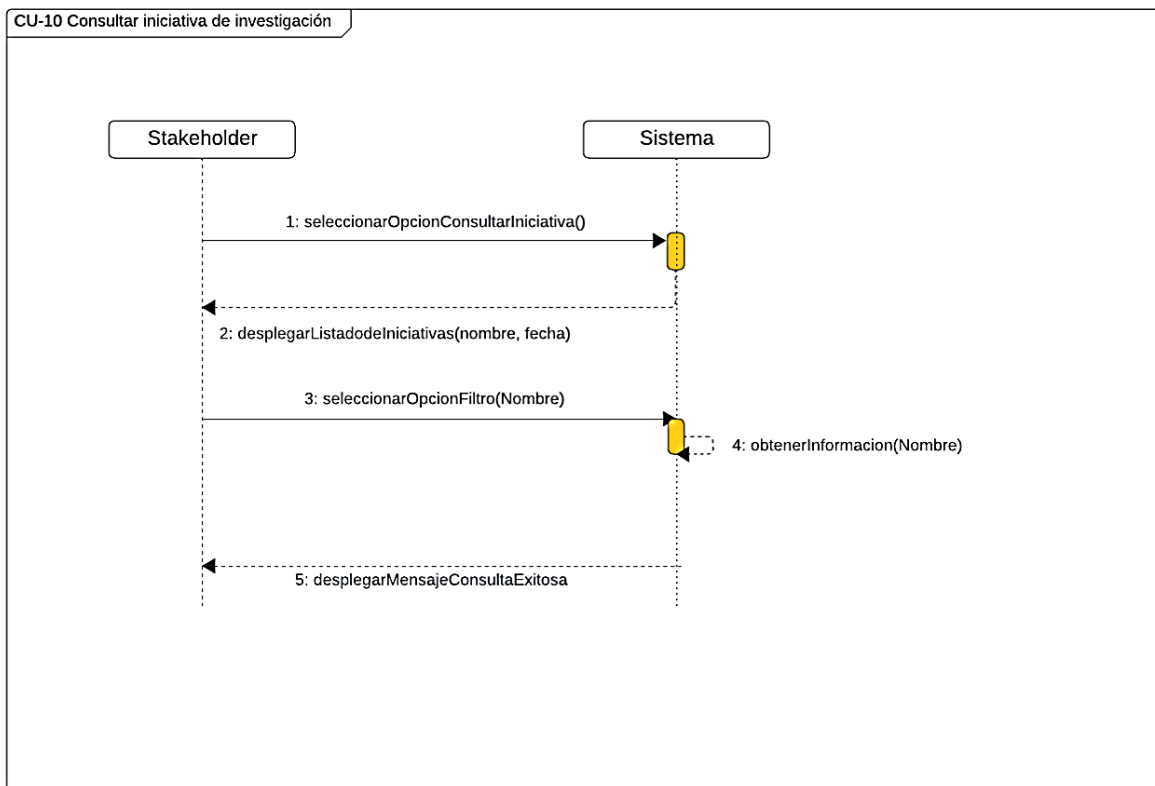 CU-10 Consultar iniciativa de investigación
Stakeholder
Sistema
1: seleccionarOpcionConsultarIniciativa()
2: desplegarListadodeIniciativas(nombre, fecha)
3: seleccionarOpcionFiltro(Nombre)
4: obtenerInformacion(Nombre)
5: desplegarMensajeConsultaExitosa